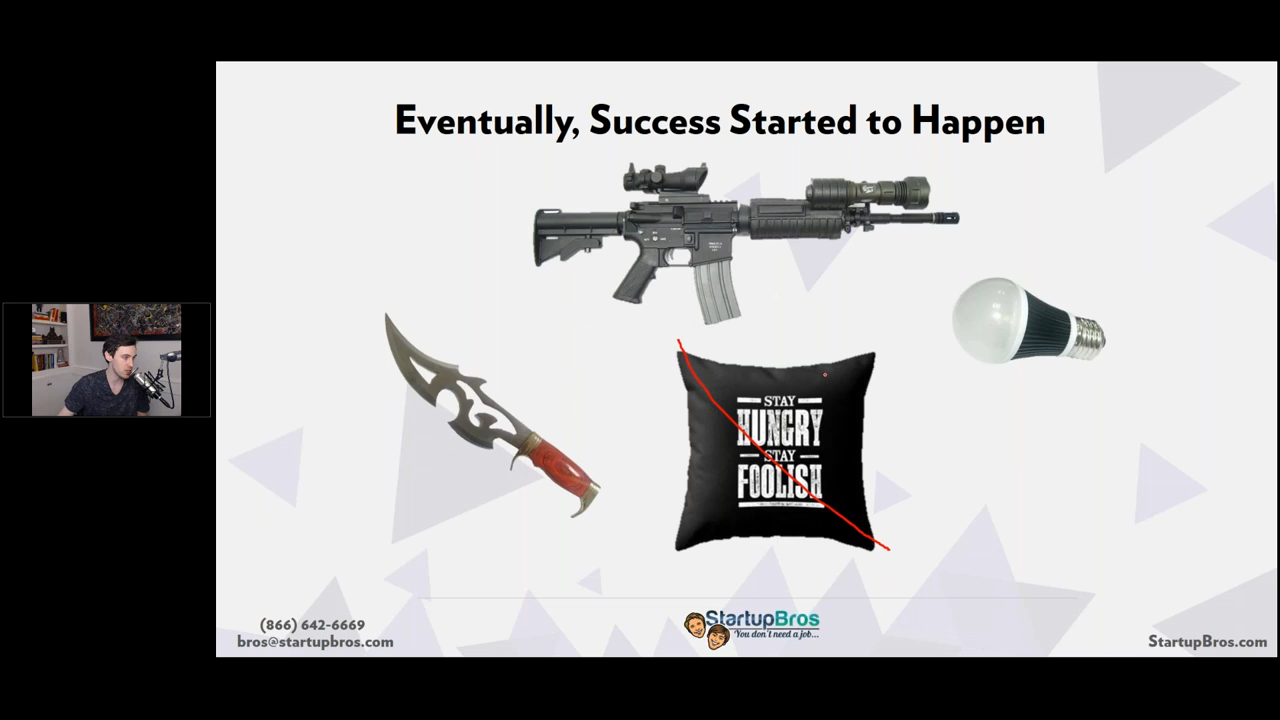 Eventually, Success Started to Happen
STAY
HUNGRY
STAY
FOOLISH
(866) 642-6669
bros@startupbros.com
StartupBros
You don't need a job...
StartupBros.com